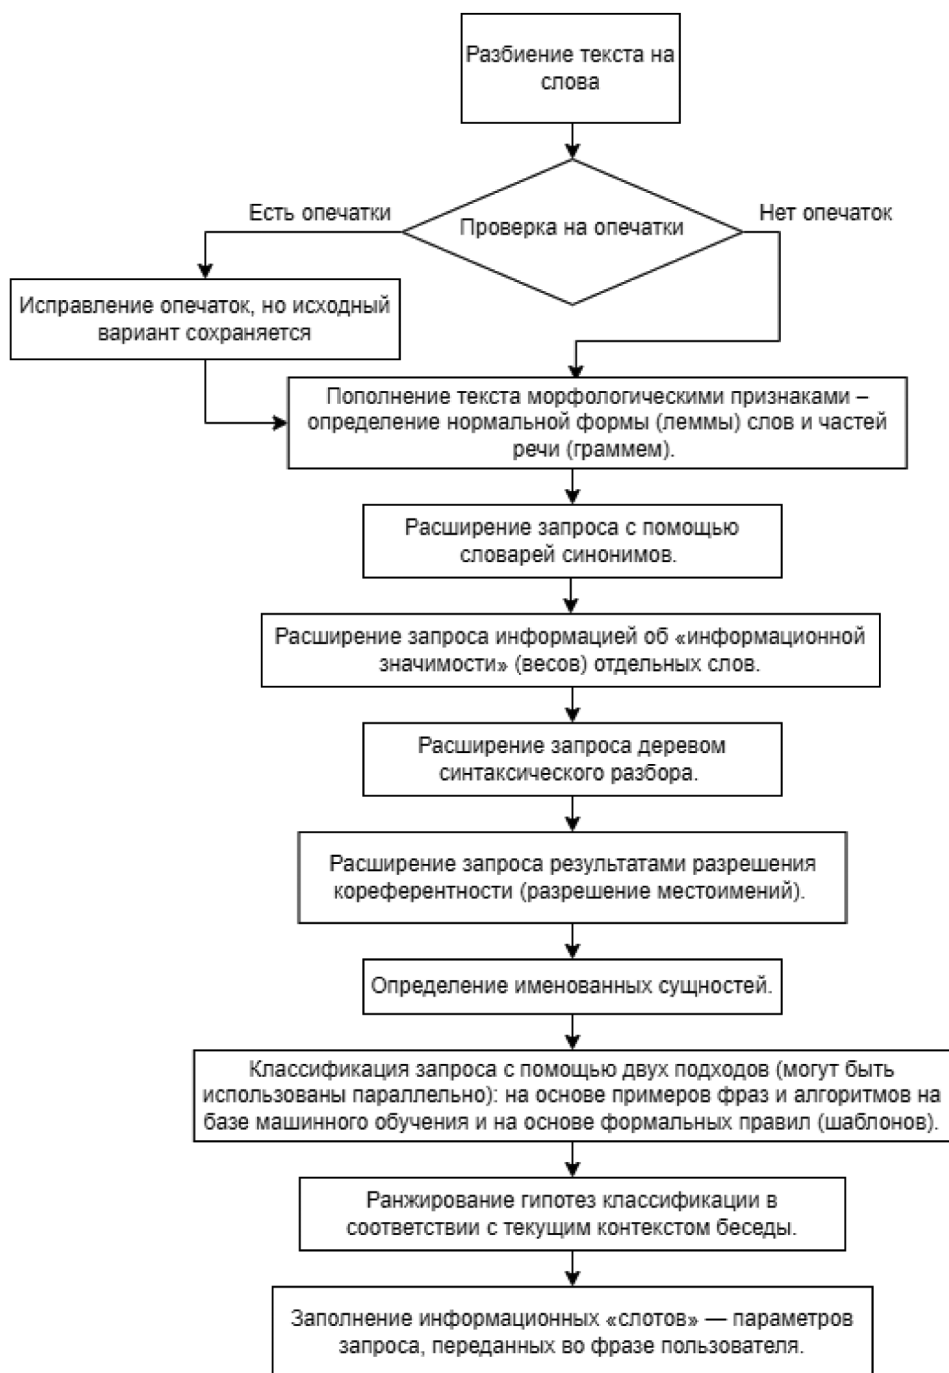 Разбиение текста на
слова
Проверка на опечатки
Есть опечатки
Нет опечаток
Исправление опечаток, но исходный
вариант сохраняется
Пополнение текста морфологическими признаками –
определение нормальной формы (леммы) слов и частей
речи (граммем).
Расширение запроса с помощью
словарей синонимов.
Расширение запроса информацией об «информационной
значимости» (весов) отдельных слов.
Расширение запроса деревом
синтаксического разбора.
Расширение запроса результатами разрешения
кореферентности (разрешение местоимений).
Определение именованных сущностей.
Классификация запроса с помощью двух подходов (могут быть
использованы параллельно): на основе примеров фраз и алгоритмов на
базе машинного обучения и на основе формальных правил (шаблонов).
Ранжирование гипотез классификации в
соответствии с текущим контекстом беседы.
Заполнение информационных «слотов» — параметров
запроса, переданных во фразе пользователя.